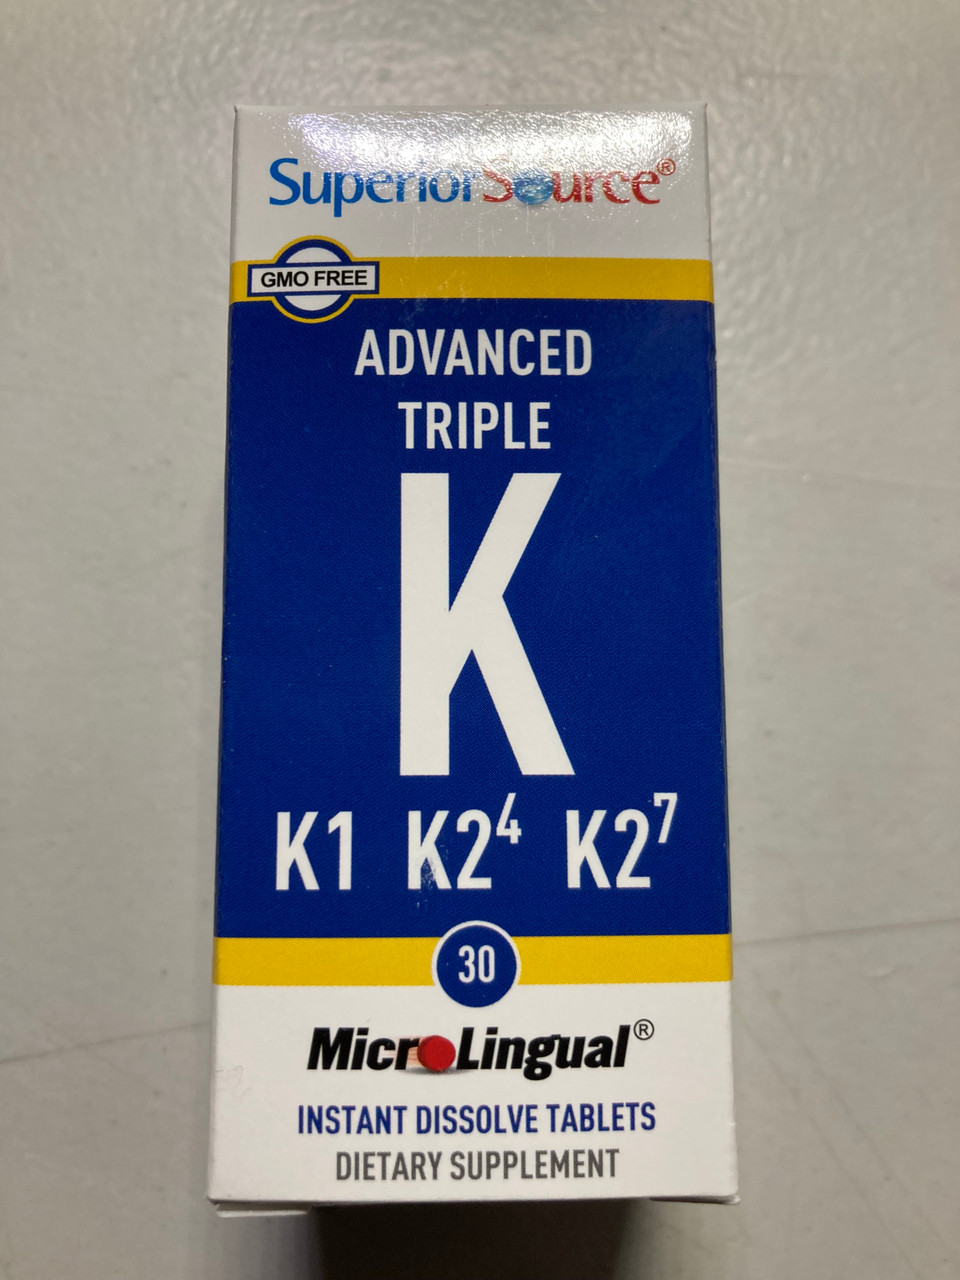 SuperiorSource®
GMO FREE
ADVANCED
TRIPLE
K
K1 K2⁴ K2⁷
30
MicroLingual®
INSTANT DISSOLVE TABLETS
DIETARY SUPPLEMENT